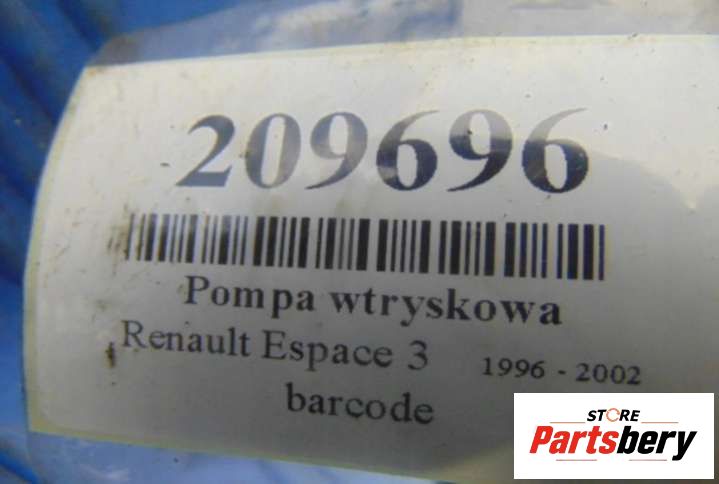 209696
Pompa wtryskowa
Renault Espace 3 1996 - 2002
barcode
STORE
Partsbery